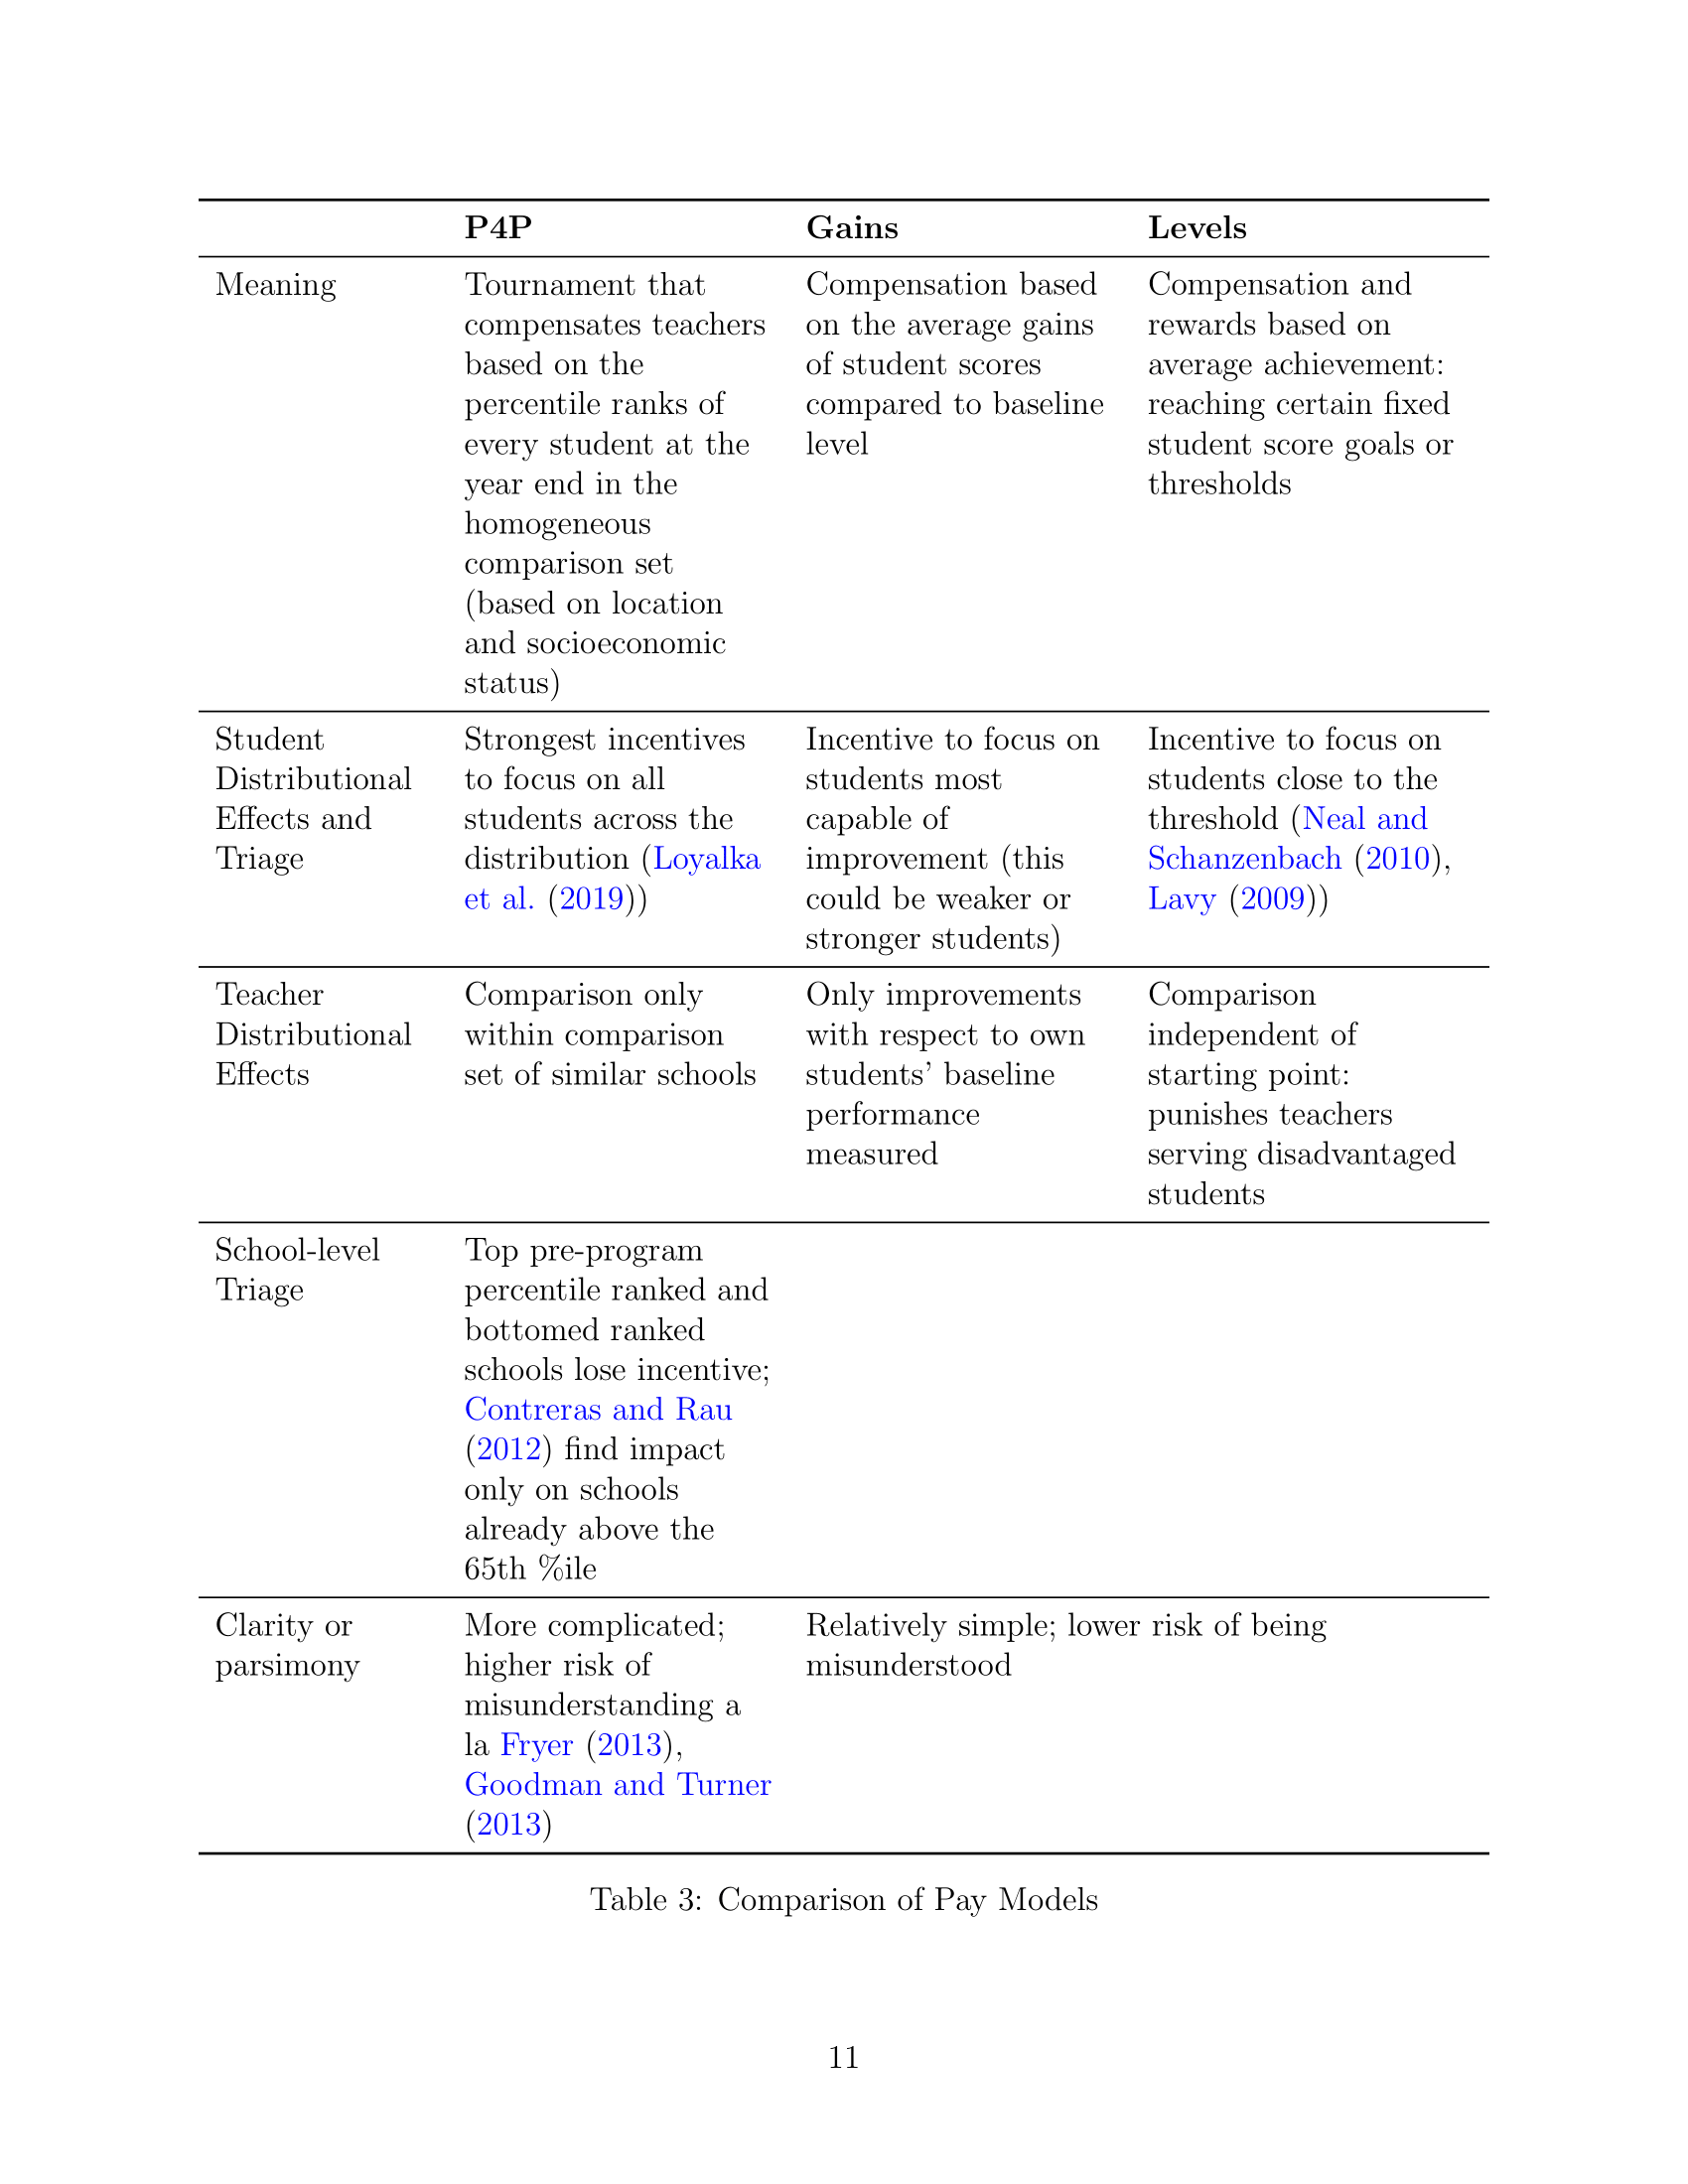 P4P Gains Levels
Meaning
Tournament that
compensates teachers
based on the
percentile ranks of
every student at the
year end in the
homogeneous
comparison set
(based on location
and socioeconomic
status)
Compensation based
on the average gains
of student scores
compared to baseline
level
Compensation and
rewards based on
average achievement:
reaching certain fixed
student score goals or
thresholds
Student
Distributional
Effects and
Triage
Strongest incentives
to focus on all
students across the
distribution (Loyalka
et al. (2019))
Incentive to focus on
students most
capable of
improvement (this
could be weaker or
stronger students)
Incentive to focus on
students close to the
threshold (Neal and
Schanzenbach (2010),
Lavy (2009))
Teacher
Distributional
Effects
Comparison only
within comparison
set of similar schools
Only improvements
with respect to own
students' baseline
performance
measured
Comparison
independent of
starting point:
punishes teachers
serving disadvantaged
students
School-level
Triage
Top pre-program
percentile ranked and
bottomed ranked
schools lose incentive;
Contreras and Rau
(2012) find impact
only on schools
already above the
65th %ile
Clarity or
parsimony
More complicated;
higher risk of
misunderstanding a
la Fryer (2013),
Goodman and Turner
(2013)
Relatively simple; lower risk of being
misunderstood
Table 3: Comparison of Pay Models
11